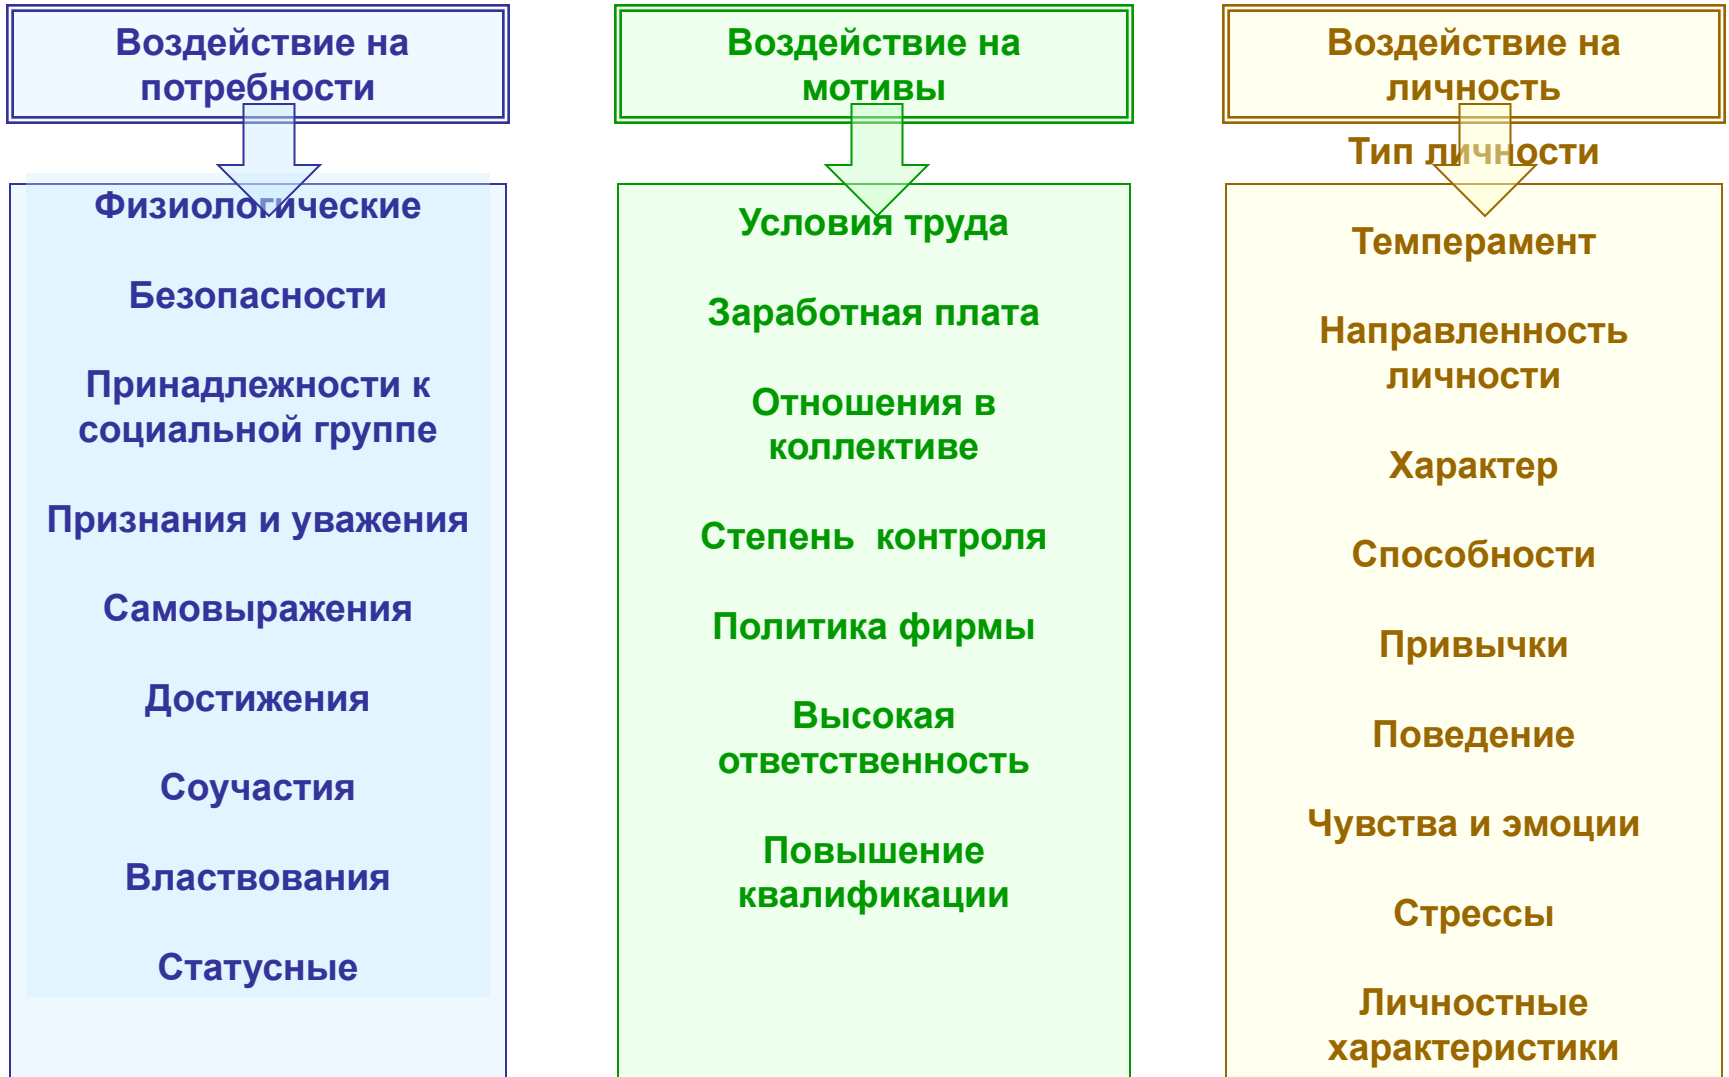 Воздействие на
потребности
Физиологические
Безопасности
Принадлежности к
социальной группе
Признания и уважения
Самовыражения
Достижения
Соучастия
Властвования
Статусные
Воздействие на
мотивы
Условия труда
Заработная плата
Отношения в
коллективе
Степень контроля
Политика фирмы
Высокая
ответственность
Повышение
квалификации
Воздействие на
личность
Тип личности
Темперамент
Направленность
личности
Характер
Способности
Привычки
Поведение
Чувства и эмоции
Стрессы
Личностные
характеристики